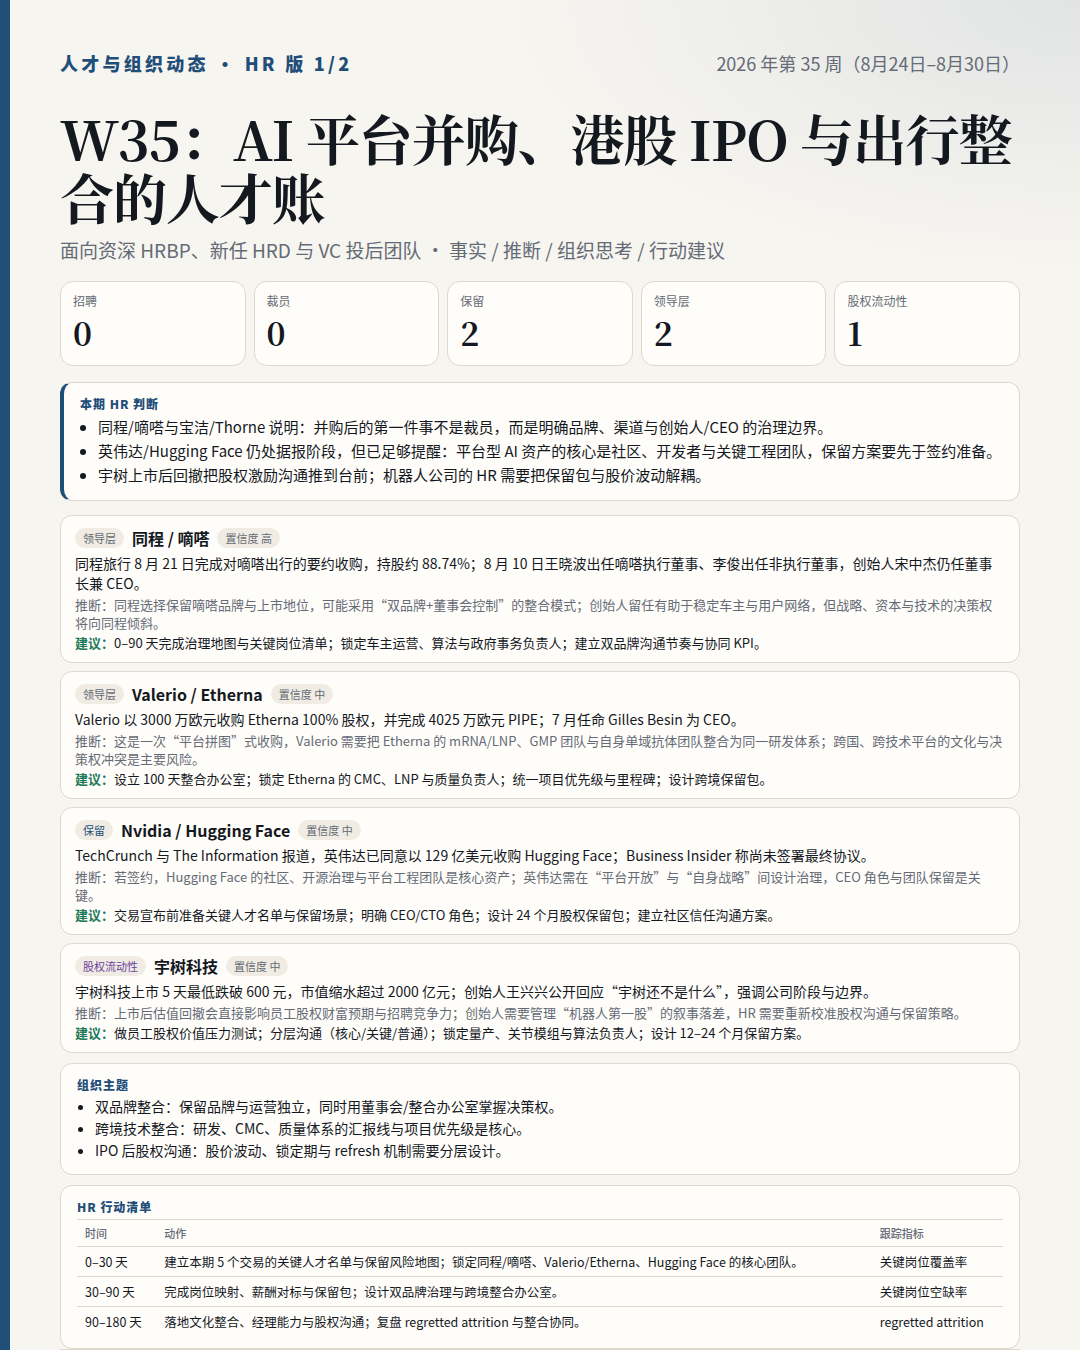 人才与组织动态 · HR 版 1/2
2026 年第 35 周（8月24日–8月30日）
W35：AI 平台并购、港股 IPO 与出行整
合的人才账
面向资深 HRBP、新任 HRD 与 VC 投后团队 · 事实 / 推断 / 组织思考 / 行动建议
招聘
0
裁员
0
保留
2
领导层
2
股权流动性
1
本期 HR 判断
• 同程/嘀嗒与宝洁/Thorne 说明：并购后的第一件事不是裁员，而是明确品牌、渠道与创始人/CEO 的治理边界。
• 英伟达/Hugging Face 仍处据报阶段，但已足够提醒：平台型 AI 资产的核心是社区、开发者与关键工程团队，保留方案要先于签约准备。
• 宇树上市后回撤把股权激励沟通推到台前；机器人公司的 HR 需要把保留包与股价波动解耦。
领导层 同程 / 嘀嗒 置信度 高
同程旅行 8 月 21 日完成对嘀嗒出行的要约收购，持股约 88.74%；8 月 10 日王晓波出任嘀嗒执行董事、李俊出任非执行董事，创始人宋中杰仍任董事
长兼 CEO。
推断：同程选择保留嘀嗒品牌与上市地位，可能采用“双品牌+董事会控制”的整合模式；创始人留任有助于稳定车主与用户网络，但战略、资本与技术的决策权
将向同程倾斜。
建议：0–90 天完成治理地图与关键岗位清单；锁定车主运营、算法与政府事务负责人；建立双品牌沟通节奏与协同 KPI。
领导层 Valerio / Etherna 置信度 中
Valerio 以 3000 万欧元收购 Etherna 100% 股权，并完成 4025 万欧元 PIPE；7 月任命 Gilles Besin 为 CEO。
推断：这是一次“平台拼图”式收购，Valerio 需要把 Etherna 的 mRNA/LNP、GMP 团队与自身单域抗体团队整合为同一研发体系；跨国、跨技术平台的文化与决
策权冲突是主要风险。
建议：设立 100 天整合办公室；锁定 Etherna 的 CMC、LNP 与质量负责人；统一项目优先级与里程碑；设计跨境保留包。
保留 Nvidia / Hugging Face 置信度 中
TechCrunch 与 The Information 报道，英伟达已同意以 129 亿美元收购 Hugging Face；Business Insider 称尚未签署最终协议。
推断：若签约，Hugging Face 的社区、开源治理与平台工程团队是核心资产；英伟达需在“平台开放”与“自身战略”间设计治理，CEO 角色与团队保留是关
键。
建议：交易宣布前准备关键人才名单与保留场景；明确 CEO/CTO 角色；设计 24 个月股权保留包；建立社区信任沟通方案。
股权流动性 宇树科技 置信度 中
宇树科技上市 5 天最低跌破 600 元，市值缩水超过 2000 亿元；创始人王兴兴公开回应“宇树还不是什么”，强调公司阶段与边界。
推断：上市后估值回撤会直接影响员工股权财富预期与招聘竞争力；创始人需要管理“机器人第一股”的叙事落差，HR 需要重新校准股权沟通与保留策略。
建议：做员工股权价值压力测试；分层沟通（核心/关键/普通）；锁定量产、关节模组与算法负责人；设计 12–24 个月保留方案。
组织主题
• 双品牌整合：保留品牌与运营独立，同时用董事会/整合办公室掌握决策权。
• 跨境技术整合：研发、CMC、质量体系的汇报线与项目优先级是核心。
• IPO 后股权沟通：股价波动、锁定期与 refresh 机制需要分层设计。
HR 行动清单
时间 动作 跟踪指标
0–30 天 建立本期 5 个交易的关键人才名单与保留风险地图；锁定同程/嘀嗒、Valerio/Etherna、Hugging Face 的核心团队。 关键岗位覆盖率
30–90 天 完成岗位映射、薪酬对标与保留包；设计双品牌治理与跨境整合办公室。 关键岗位空缺率
90–180 天 落地文化整合、经理能力与股权沟通；复盘 regretted attrition 与整合协同。 regretted attrition